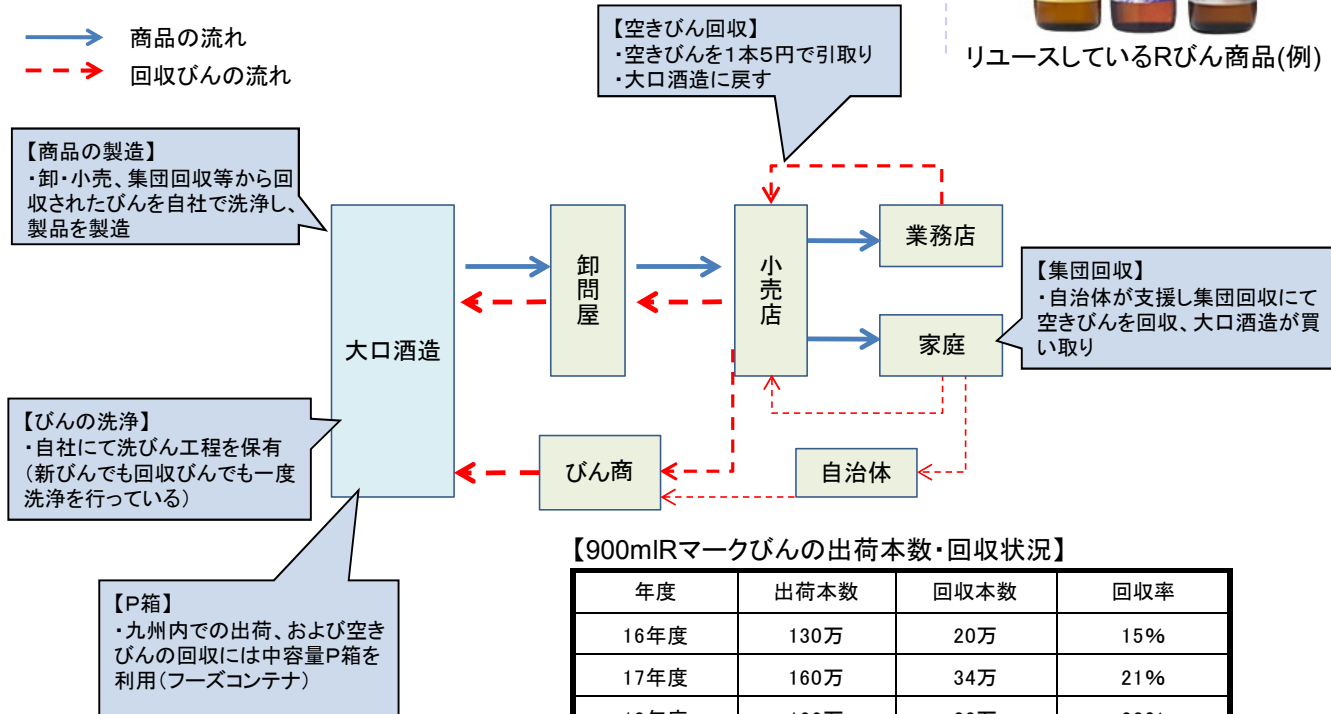 商品の流れ
回収びんの流れ
【空きびん回収】
・空きびんを1本5円で引取り
・大口酒造に戻す
リユースしているRびん商品(例)
【商品の製造】
・卸・小売、集団回収等から回
収されたびんを自社で洗浄し、
製品を製造
大口酒造
卸問屋
小売店
業務店
家庭
【集団回収】
・自治体が支援し集団回収にて
空きびんを回収、大口酒造が買
い取り
【びんの洗浄】
・自社にて洗びん工程を保有
（新びんでも回収びんでも一度
洗浄を行っている）
びん商
自治体
【P箱】
・九州内での出荷、および空き
びんの回収には中容量P箱を
利用（フーズコンテナ）
【900mlRマークびんの出荷本数・回収状況】
年度 出荷本数 回収本数 回収率
16年度 130万 20万 15%
17年度 160万 34万 21%